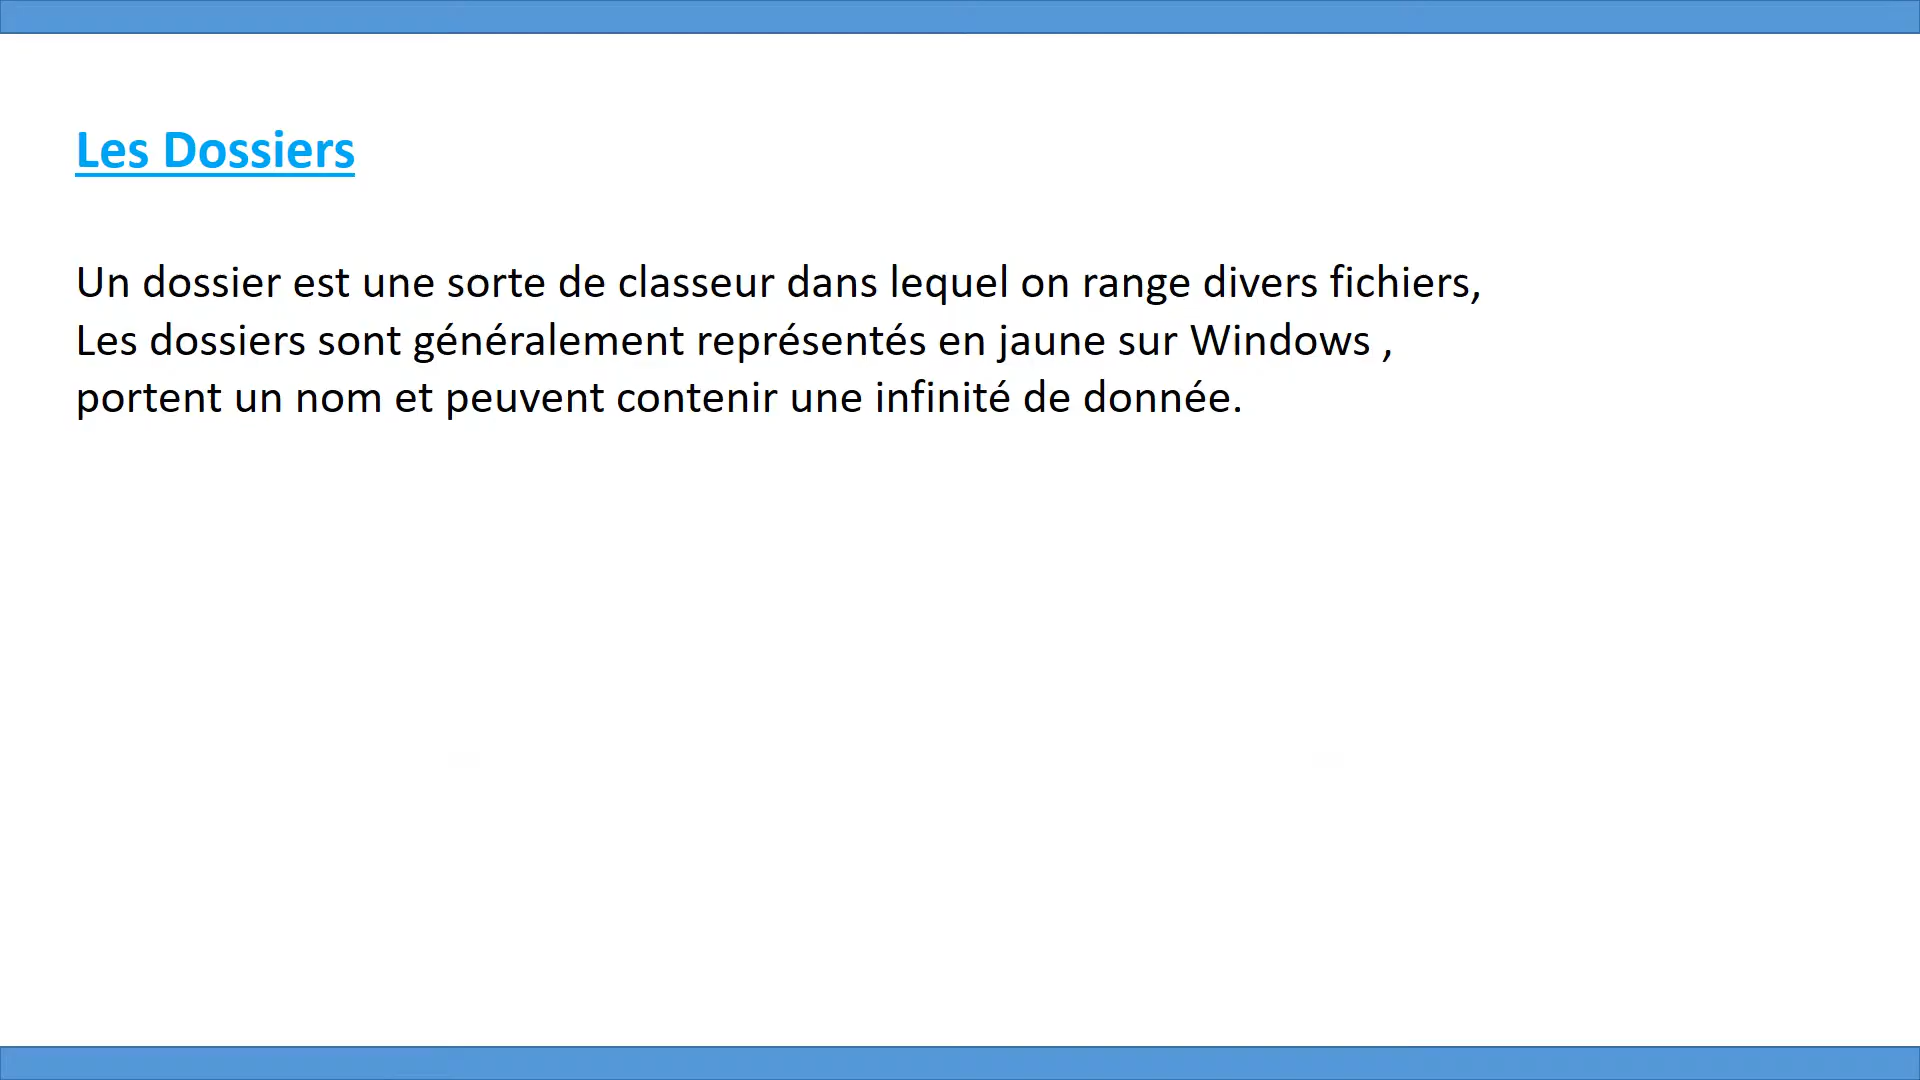 Les Dossiers
Un dossier est une sorte de classeur dans lequel on range divers fichiers,
Les dossiers sont généralement représentés en jaune sur Windows ,
portent un nom et peuvent contenir une infinité de donnée.